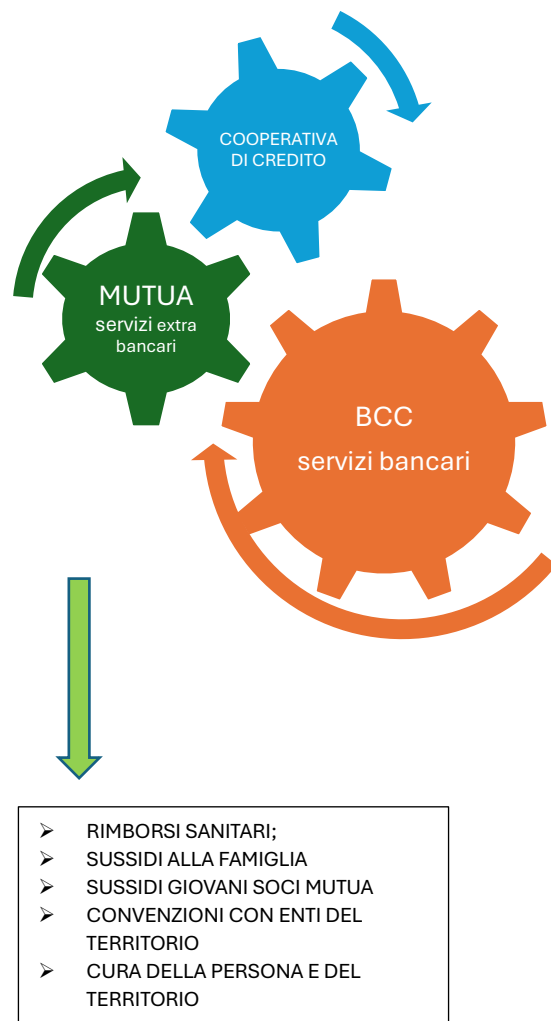 COOPERATIVA
DI CREDITO
MUTUA
servizi extra
bancari
BCC
servizi bancari
➢ RIMBORSI SANITARI;
➢ SUSSIDI ALLA FAMIGLIA
➢ SUSSIDI GIOVANI SOCI MUTUA
➢ CONVENZIONI CON ENTI DEL
TERRITORIO
➢ CURA DELLA PERSONA E DEL
TERRITORIO